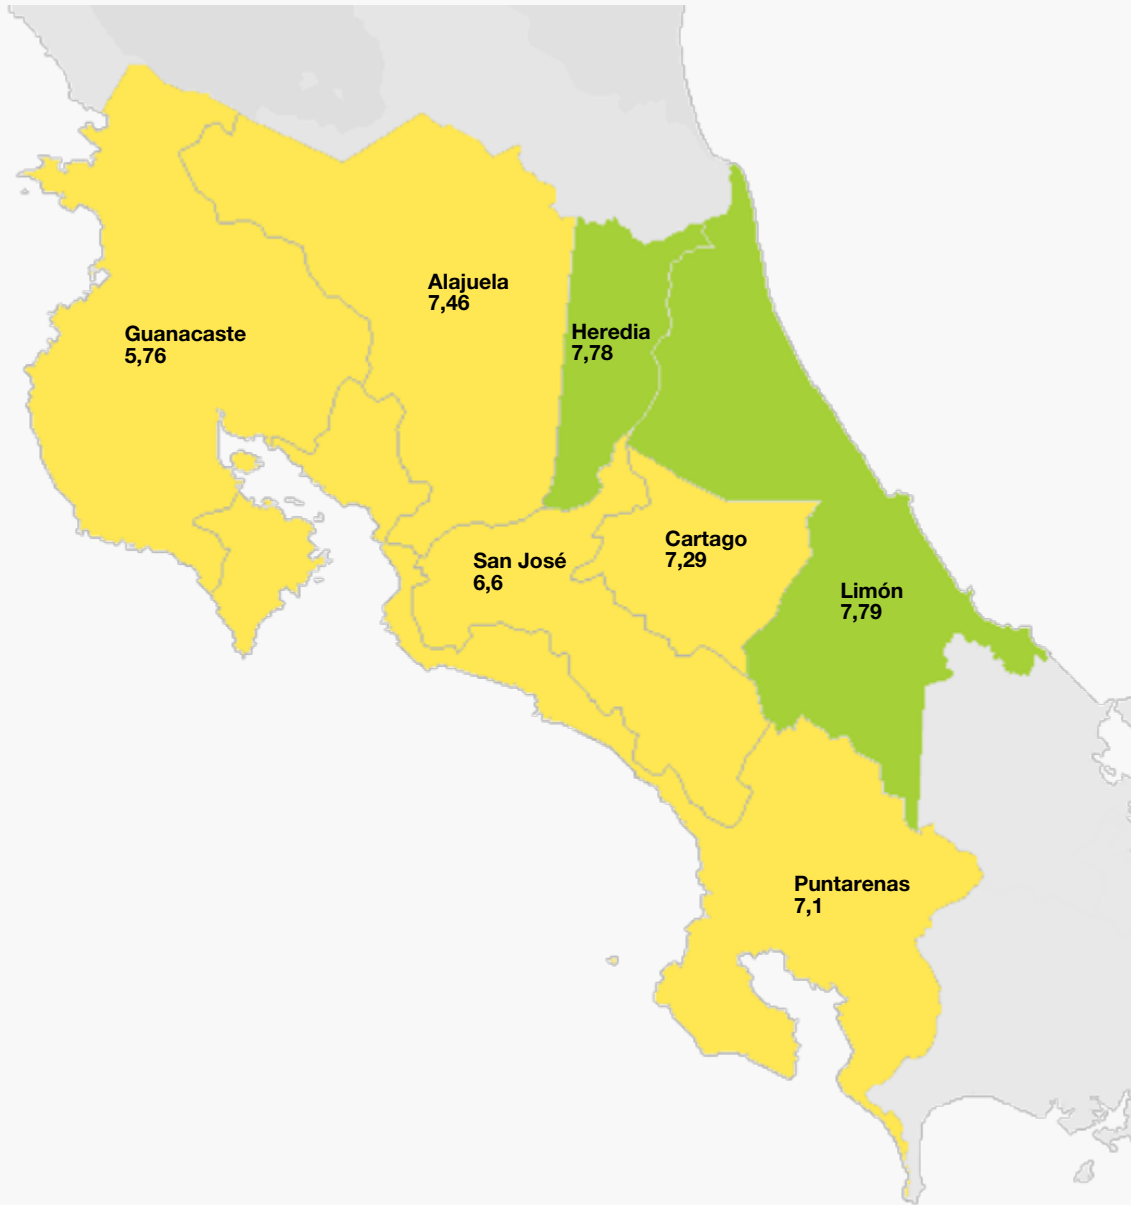 Alajuela
7,46
Guanacaste
5,76
Heredia
7,78
Cartago
7,29
San José
6,6
Limón
7,79
Puntarenas
7,1